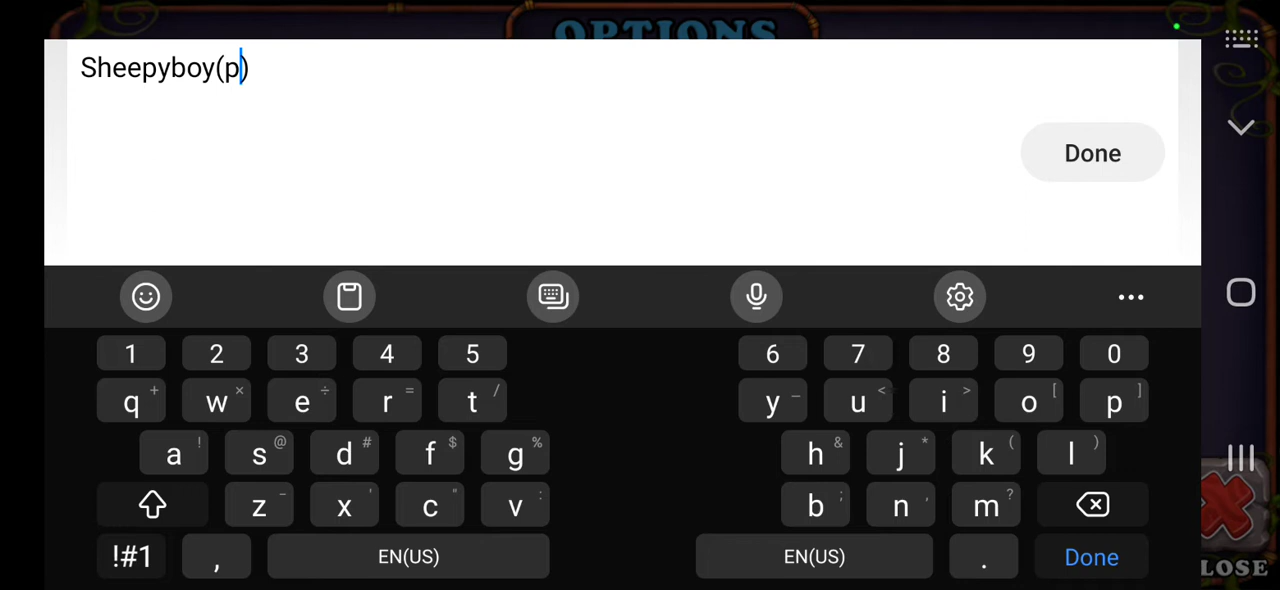 OPTIONS
Sheepyboy(p)
Done
1 2 3 4 5 6 7 8 9 0
q + w × e ÷ r = t / y _ u < i > o [ p ]
a ! s @ d # f $ g % h & j * k ( l )
z - x ' c " v : b ; n , m ?
!#1 , EN(US) EN(US) . Done
LOSE